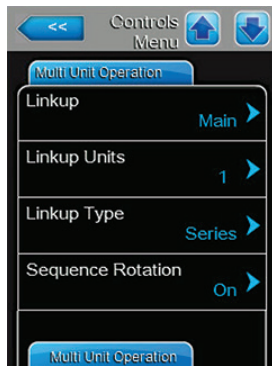 << Controls
Menu
Multi Unit Operation
Linkup
Main
Linkup Units
1
Linkup Type
Series
Sequence Rotation
On
Multi Unit Operation